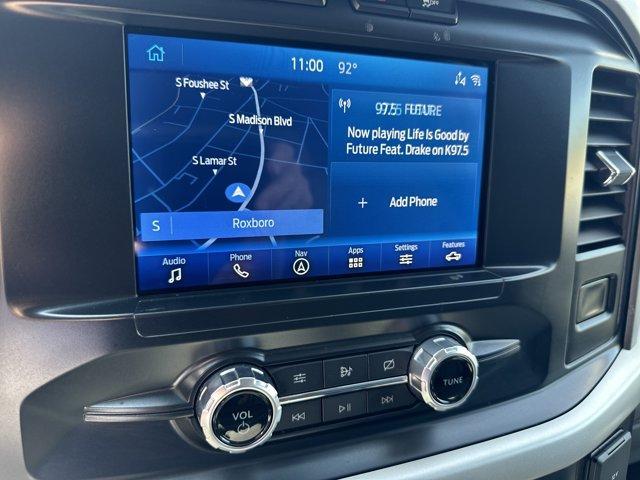 11:00 92°
S Foushee St
S Madison Blvd
S Lamar St
S Roxboro
97.5 FUTURE
Now playing Life Is Good by
Future Feat. Drake on K97.5
+ Add Phone
Audio Phone Nav Apps Settings Features
VOL
TUNE